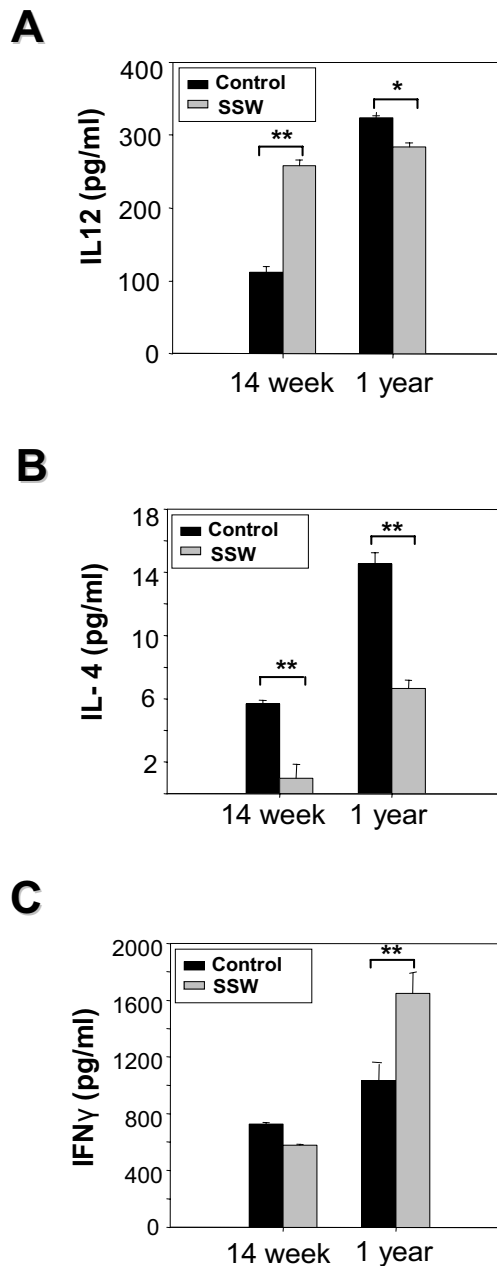 A
400
300
200
100
0
IL12 (pg/ml)
Control
SSW
**
*
14 week
1 year
B
18
14
10
6
2
IL- 4 (pg/ml)
Control
SSW
**
**
14 week
1 year
C
2000
1600
1200
800
400
0
IFNγ (pg/ml)
Control
SSW
**
14 week
1 year